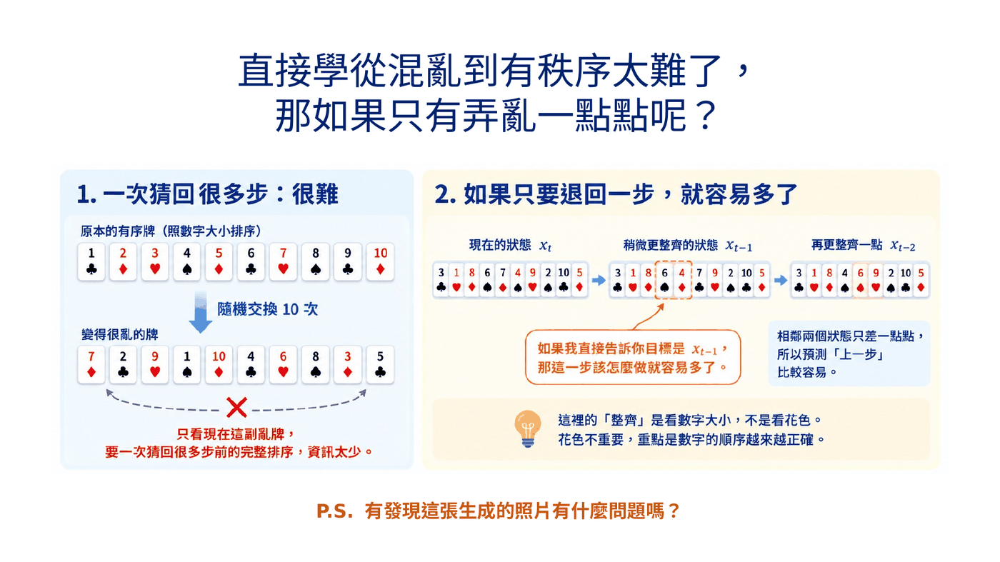 直接學從混亂到有秩序太難了，
那如果只有弄亂一點點呢？
1. 一次猜回很多步：很難
原本的有序牌（照數字大小排序）
1 2 3 4 5 6 7 8 9 10
♣ ♦ ♥ ♠ ♦ ♣ ♥ ♠ ♣ ♦
隨機交換 10 次
變得很亂的牌
7 2 9 1 10 4 6 8 3 5
♦ ♣ ♥ ♠ ♦ ♣ ♥ ♠ ♦ ♣
只看現在這副亂牌，
要一次猜回很多步前的完整排序，資訊太少。
2. 如果只要退回一步，就容易多了
現在的狀態 xt
3 1 8 6 7 4 9 2 10 5
♣ ♥ ♦ ♠ ♦ ♠ ♥ ♠ ♣ ♦
稍微更整齊的狀態 xt−1
3 1 8 6 4 7 9 2 10 5
♣ ♥ ♦ ♠ ♦ ♣ ♥ ♠ ♣ ♦
再更整齊一點 xt−2
3 1 8 4 6 9 2 10 5
♣ ♥ ♦ ♠ ♦ ♥ ♠ ♣ ♦
如果我直接告訴你目標是 xt−1，
那這一步該怎麼做就容易多了。
相鄰兩個狀態只差一點點，
所以預測「上一步」
比較容易。
這裡的「整齊」是看數字大小，不是看花色。
花色不重要，重點是數字的順序越來越正確。
P.S. 有發現這張生成的照片有什麼問題嗎？